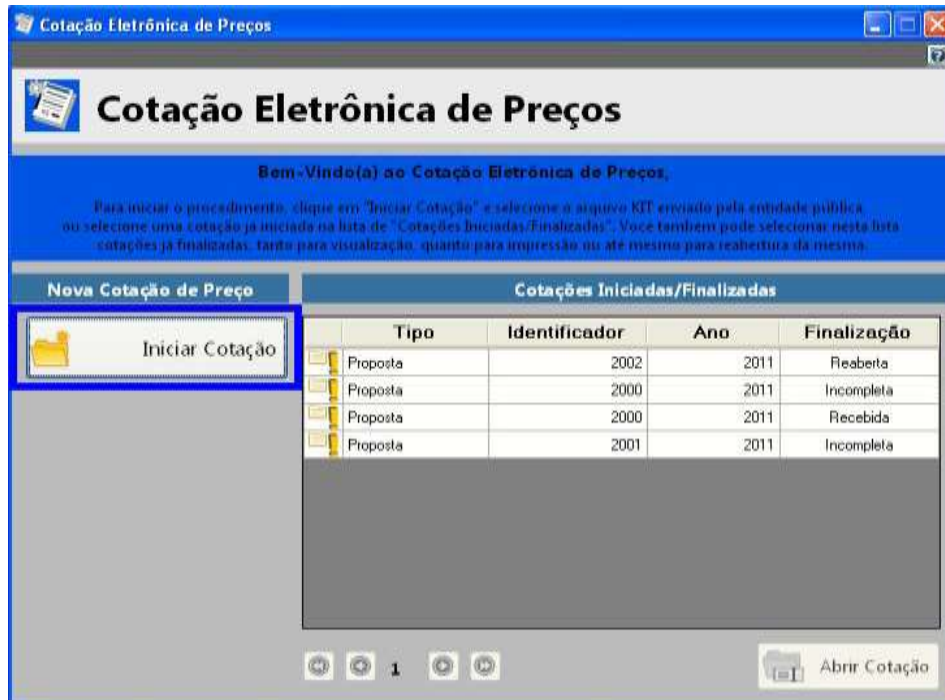 Cotação Eletrônica de Preços
Cotação Eletrônica de Preços
Bem-Vindo(a) ao Cotação Eletrônica de Preços,
Para iniciar o procedimento, clique em "Iniciar Cotação" e selecione o arquivo KIT enviado pela entidade pública
ou selecione uma cotação ja iniciada na lista de "Cotações Iniciadas/Finalizadas". Voce tambem pode selecionar nesta lista
cotações ja finalizadas, tanto para visualização, quanto para impressão ou até mesmo para reabertura da mesma.
Nova Cotação de Preço
Cotações Iniciadas/Finalizadas
Iniciar Cotação
Tipo Identificador Ano Finalização
Proposta 2002 2011 Reaberta
Proposta 2000 2011 Incompleta
Proposta 2000 2011 Recebida
Proposta 2001 2011 Incompleta
1
Abrir Cotação